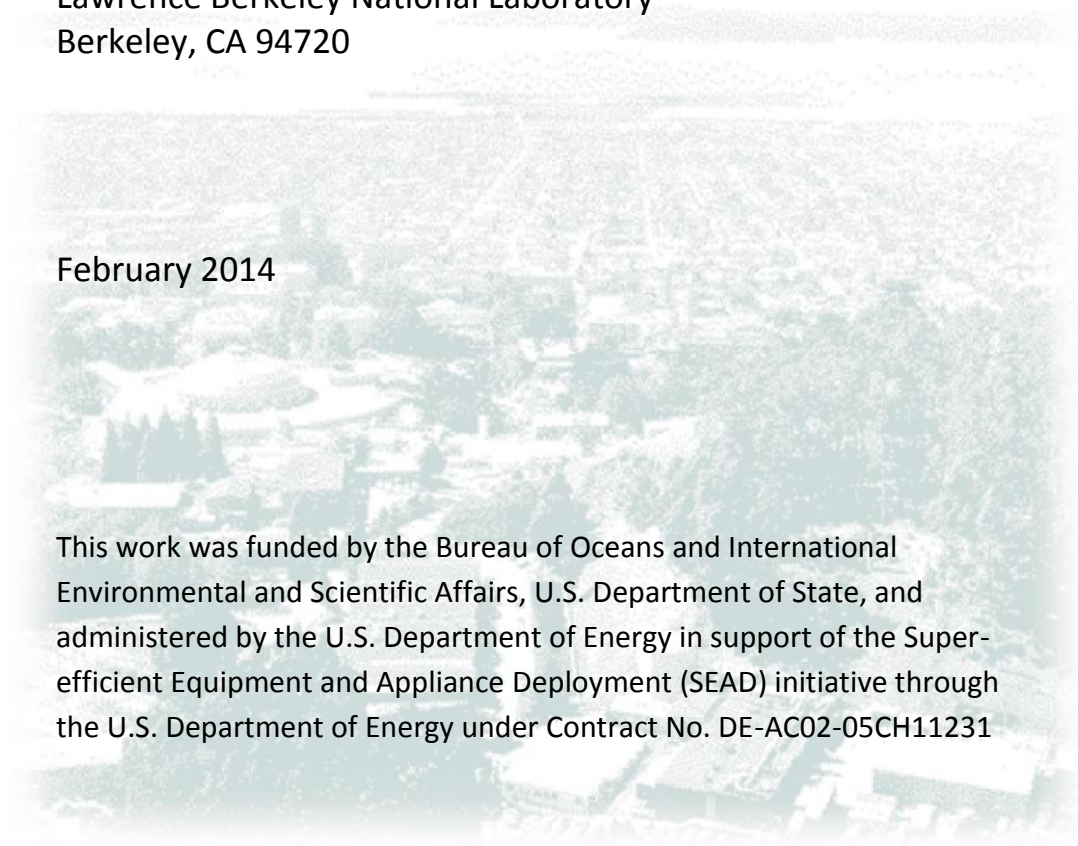 Lawrence Berkeley National Laboratory
Berkeley, CA 94720
February 2014
This work was funded by the Bureau of Oceans and International
Environmental and Scientific Affairs, U.S. Department of State, and
administered by the U.S. Department of Energy in support of the Super-
efficient Equipment and Appliance Deployment (SEAD) initiative through
the U.S. Department of Energy under Contract No. DE-AC02-05CH11231